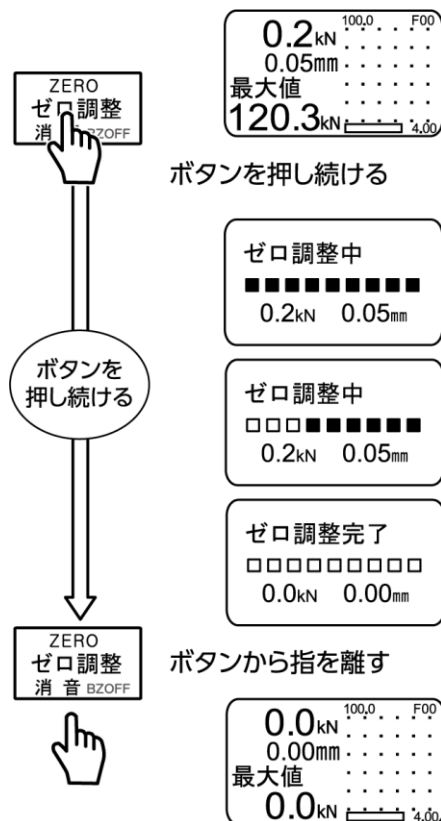 ZERO
ゼロ調整
消 BZOFF
0.2kN
0.05mm
最大値
120.3kN
100.0 F00
4.00
ボタンを押し続ける
ゼロ調整中
■■■■■■■■■
0.2kN 0.05mm
ボタンを
押し続ける
ゼロ調整中
□□□■■■■■■
0.2kN 0.05mm
ゼロ調整完了
□□□□□□□□□
0.0kN 0.00mm
ZERO
ゼロ調整
消 音 BZOFF
ボタンから指を離す
0.0kN
0.00mm
最大値
0.0kN
100.0 F00
4.00